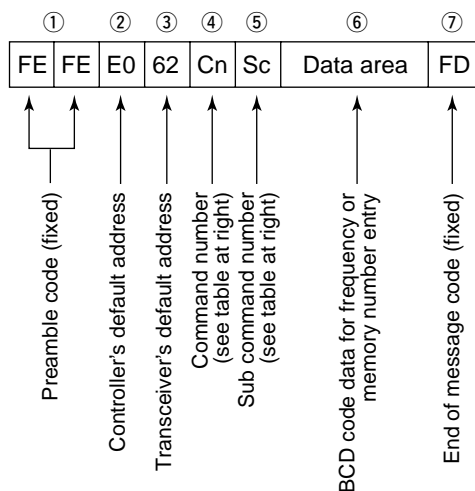 ① ② ③ ④ ⑤ ⑥ ⑦
FE FE E0 62 Cn Sc Data area FD
Preamble code (fixed)
Controller's default address
Transceiver's default address
Command number
(see table at right)
Sub command number
(see table at right)
BCD code data for frequency or
memory number entry
End of message code (fixed)